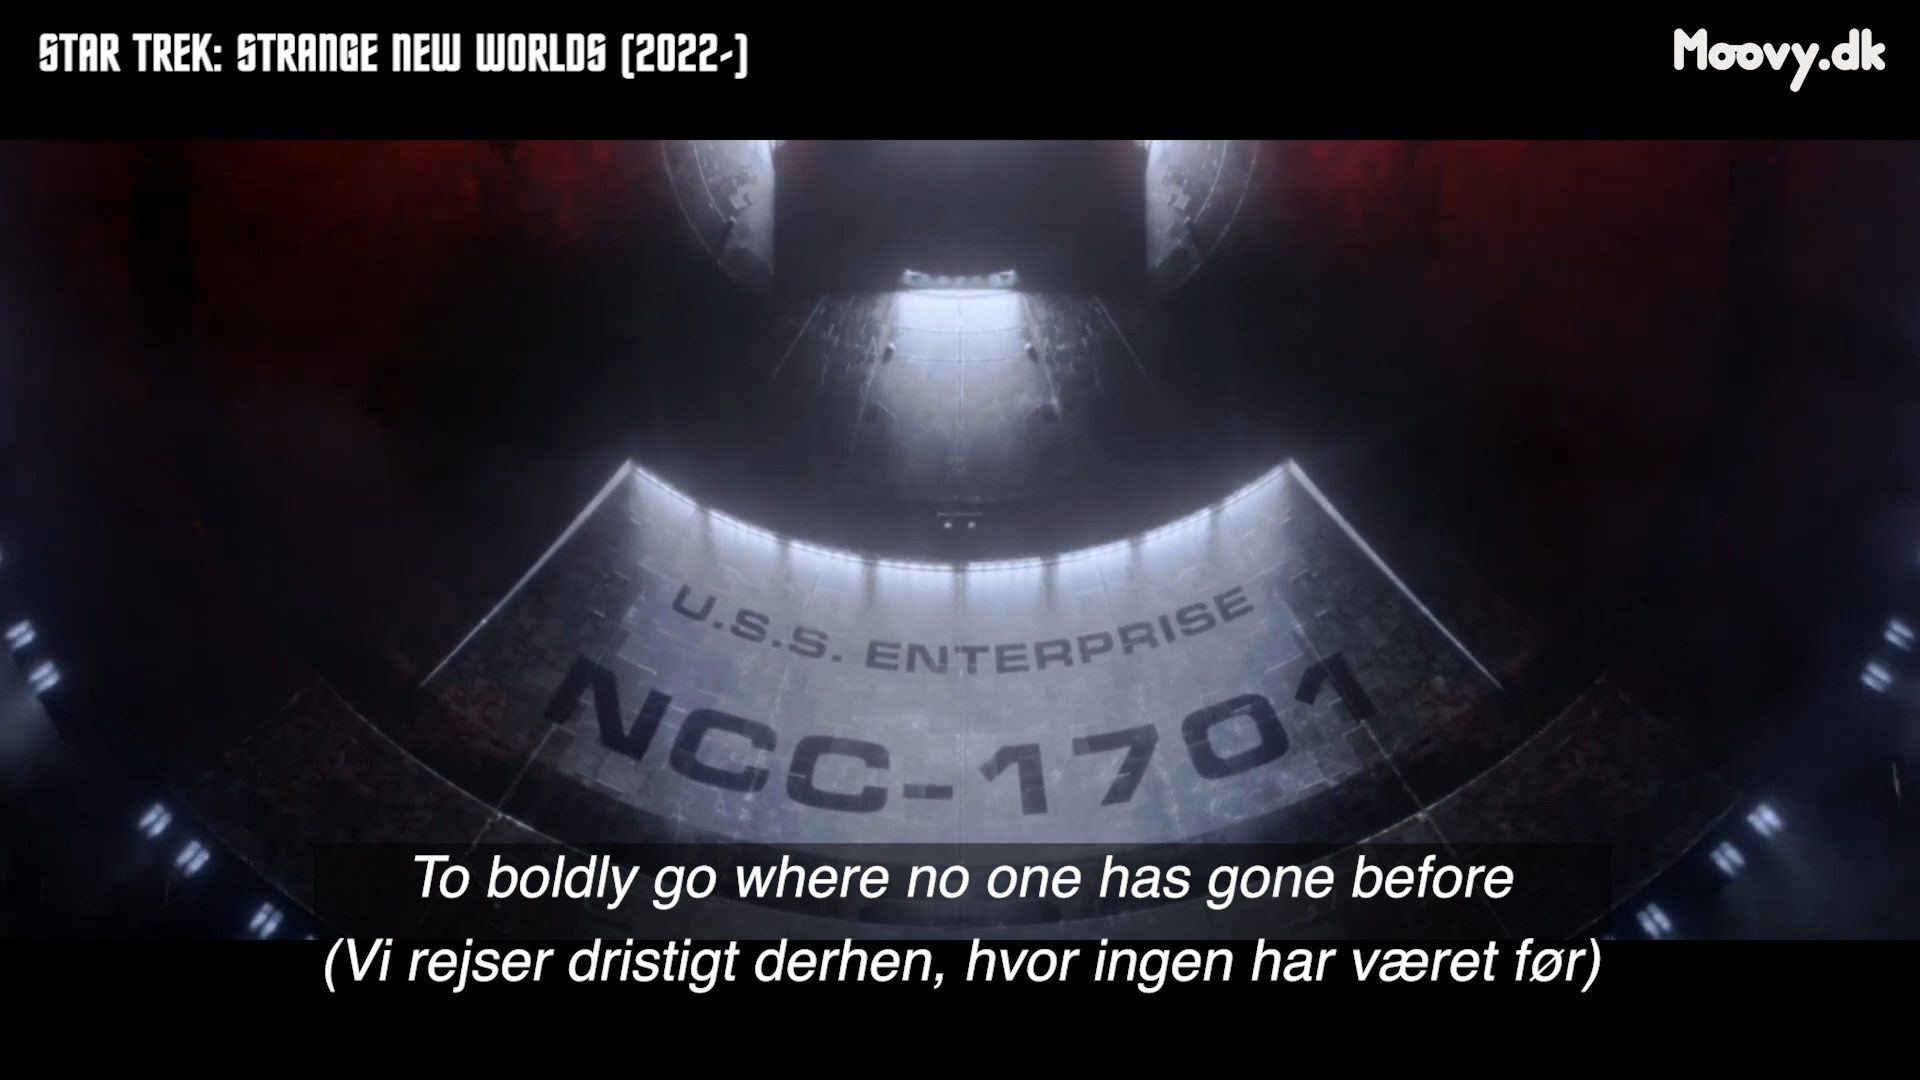 STAR TREK: STRANGE NEW WORLDS (2022-)
Moovy.dk
U.S.S. ENTERPRISE
NCC-1701
To boldly go where no one has gone before
(Vi rejser dristigt derhen, hvor ingen har været før)